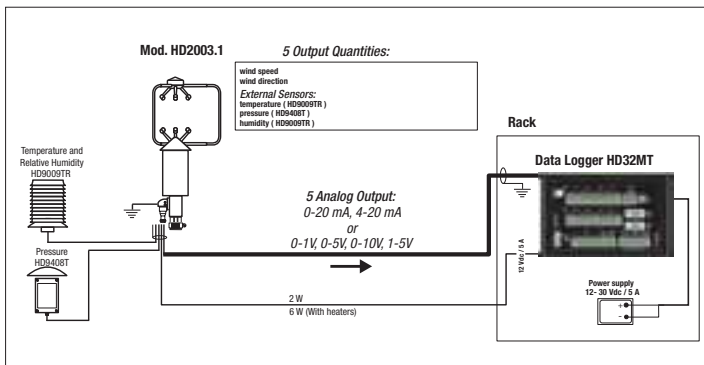 Mod. HD2003.1
5 Output Quantities:
wind speed
wind direction
External Sensors:
temperature ( HD9009TR )
pressure ( HD9408T )
humidity ( HD9009TR )
Rack
Data Logger HD32MT
Temperature and
Relative Humidity
HD9009TR
5 Analog Output:
0-20 mA, 4-20 mA
or
0-1V, 0-5V, 0-10V, 1-5V
Pressure
HD9408T
12 Vdc / 5 A
Power supply
12- 30 Vdc / 5 A
+
-
2 W
6 W (With heaters)